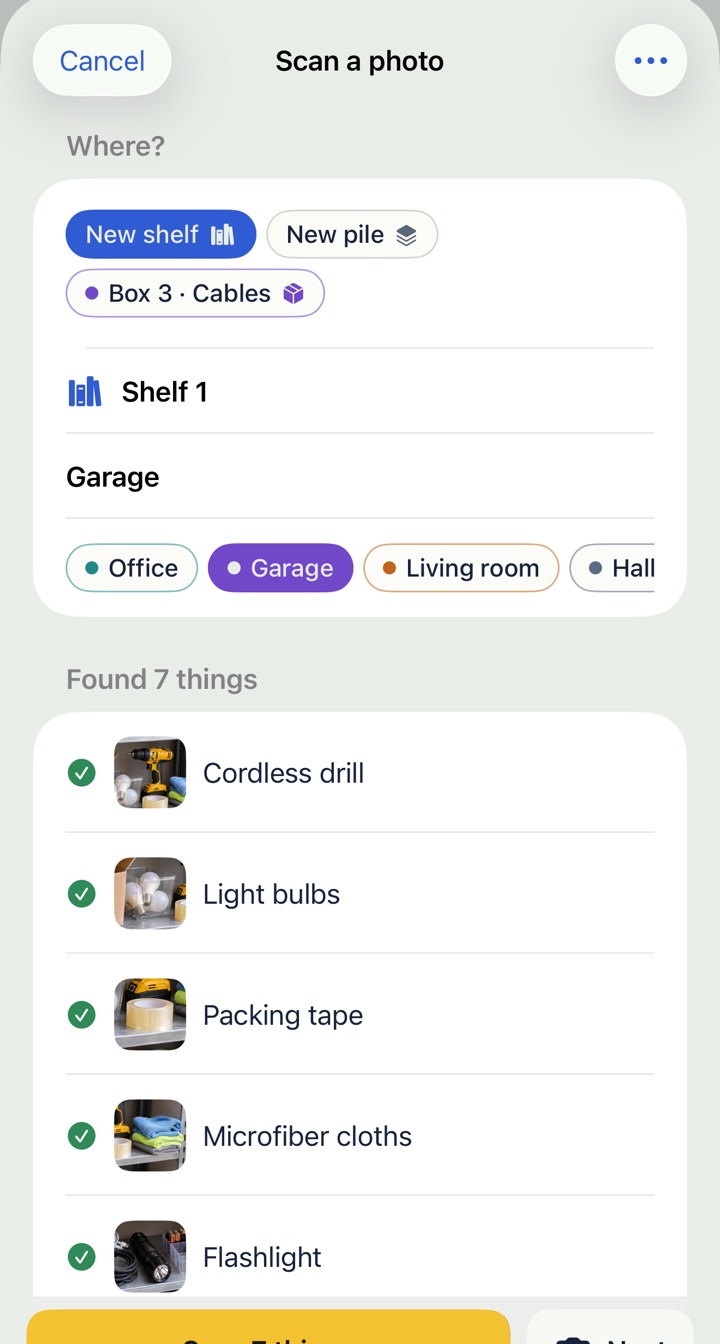 Cancel
Scan a photo
Where?
New shelf
New pile
Box 3 · Cables
Shelf 1
Garage
Office
Garage
Living room
Hall
Found 7 things
Cordless drill
Light bulbs
Packing tape
Microfiber cloths
Flashlight